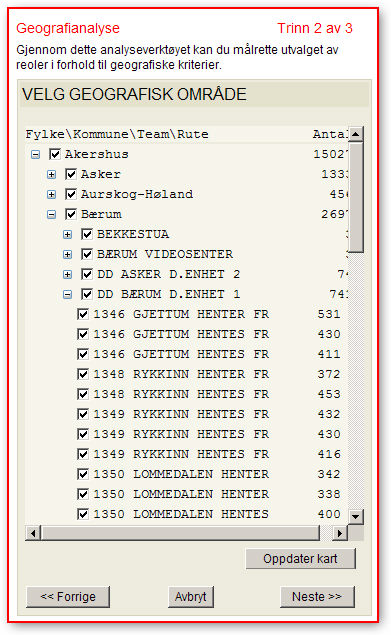 Geografianalyse Trinn 2 av 3
Gjennom dette analyseverktøyet kan du målrette utvalget av
reoler i forhold til geografiske kriterier.
VELG GEOGRAFISK OMRÅDE
Fylke\Kommune\Team\Rute Antal
Akershus 15027
Asker 1333
Aurskog-Høland 456
Bærum 2697
BEKKESTUA
BÆRUM VIDEOSENTER
DD ASKER D.ENHET 2 74
DD BÆRUM D.ENHET 1 741
1346 GJETTUM HENTER FR 531
1346 GJETTUM HENTES FR 430
1346 GJETTUM HENTES FR 411
1348 RYKKINN HENTER FR 372
1348 RYKKINN HENTES FR 453
1349 RYKKINN HENTES FR 432
1349 RYKKINN HENTES FR 430
1349 RYKKINN HENTES FR 416
1350 LOMMEDALEN HENTER 342
1350 LOMMEDALEN HENTER 338
1350 LOMMEDALEN HENTES 400
Oppdater kart
<< Forrige Avbryt Neste >>